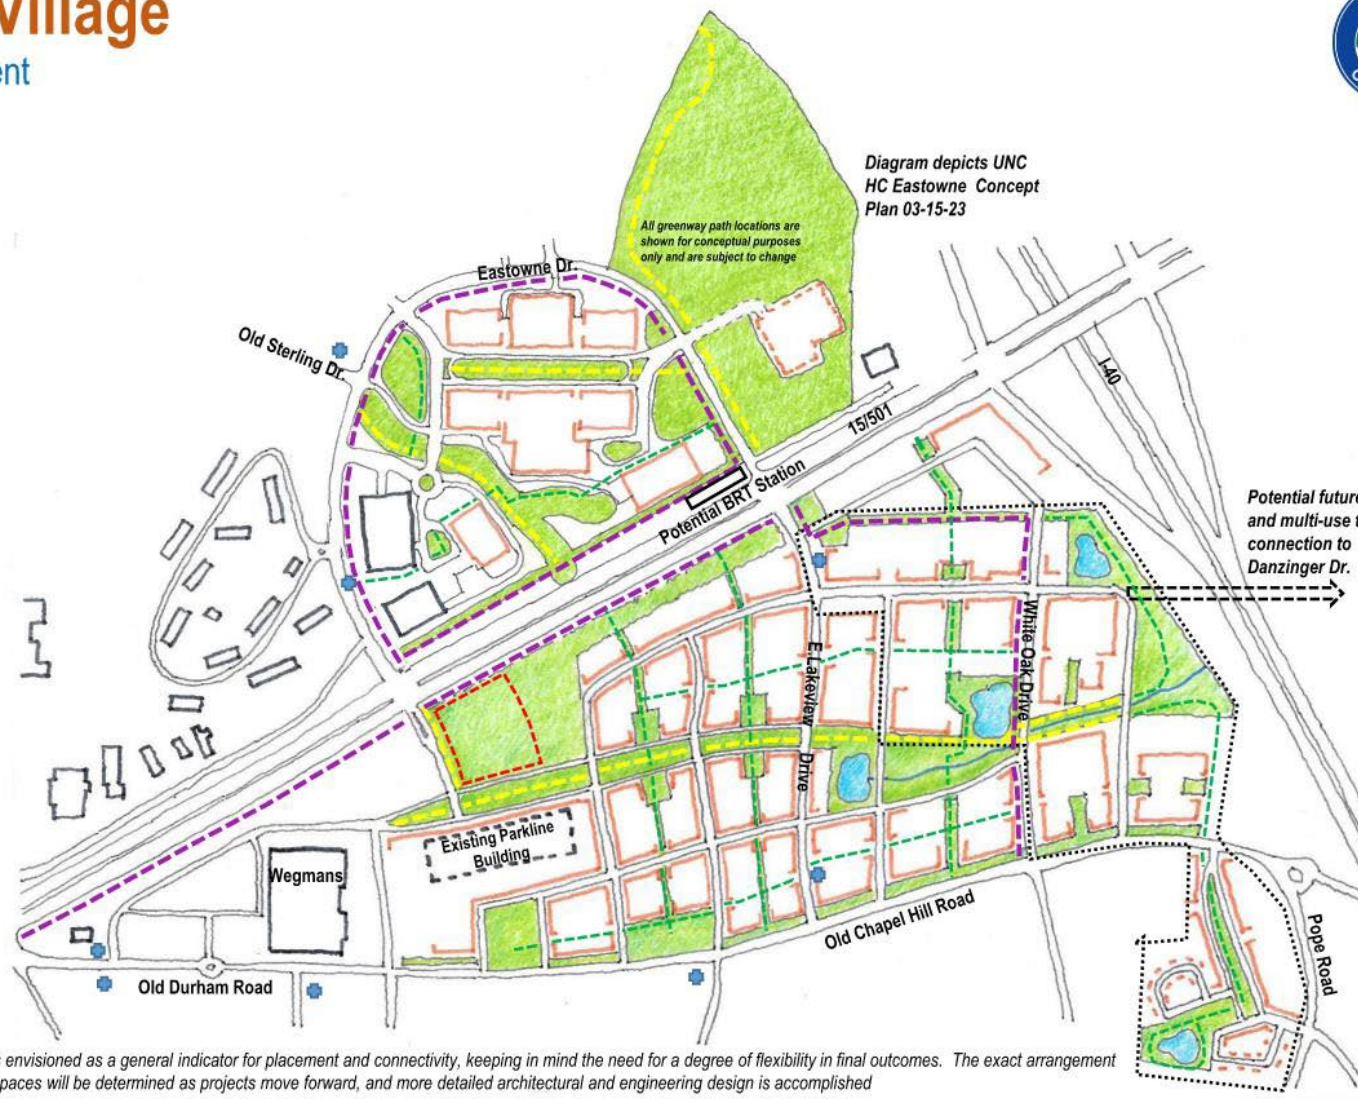 Village
ent
Diagram depicts UNC
HC Eastowne Concept
Plan 03-15-23
All greenway path locations are
shown for conceptual purposes
only and are subject to change
Eastowne Dr.
Old Sterling Dr.
I-40
15/501
Potential BRT Station
Potential future
and multi-use t
connection to
Danzinger Dr.
White Oak Drive
E Lakeview Drive
Existing Parkline
Building
Wegmans
Old Chapel Hill Road
Pope Road
Old Durham Road
s envisioned as a general indicator for placement and connectivity, keeping in mind the need for a degree of flexibility in final outcomes. The exact arrangement
paces will be determined as projects move forward, and more detailed architectural and engineering design is accomplished